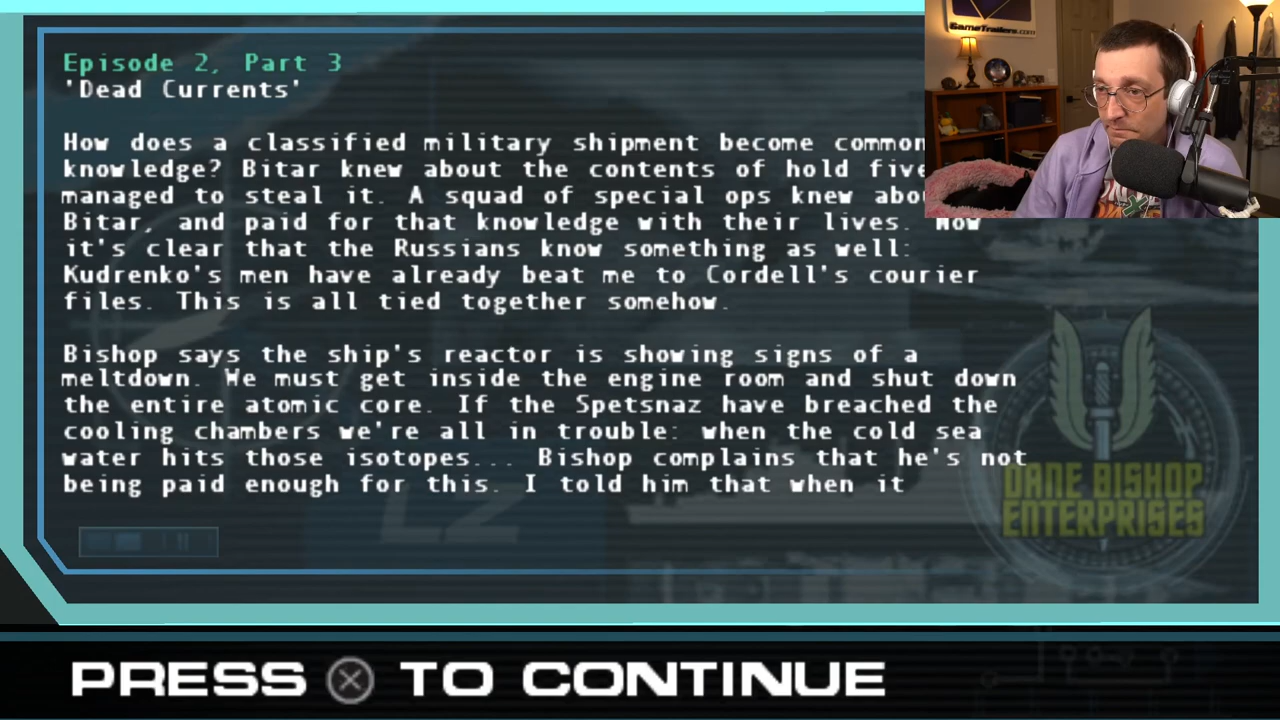 GameTrailers.com
Episode 2, Part 3
'Dead Currents'
How does a classified military shipment become common
knowledge? Bitar knew about the contents of hold five
managed to steal it. A squad of special ops knew
Bitar, and paid for that knowledge with their lives. Now
it's clear that the Russians know something as well:
Kudrenko's men have already beat me to Cordell's courier
files. This is all tied together somehow.
Bishop says the ship's reactor is showing signs of a
meltdown. We must get inside the engine room and shut down
the entire atomic core. If the Spetsnaz have breached the
cooling chambers we're all in trouble: when the cold sea
water hits those isotopes... Bishop complains that he's not
being paid enough for this. I told him that when it
DANE BISHOP
ENTERPRISES
LZ
PRESS ⓧ TO CONTINUE